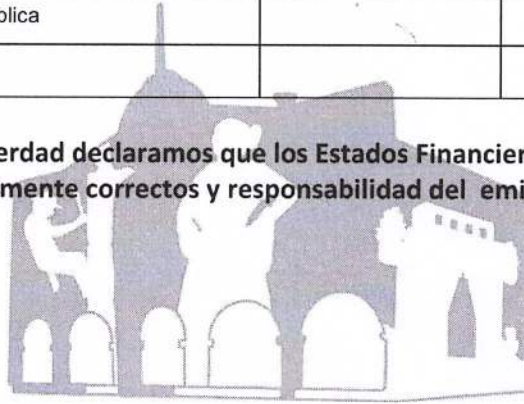 blica
erdad declaramos que los Estados Financier
mente correctos y responsabilidad del emi